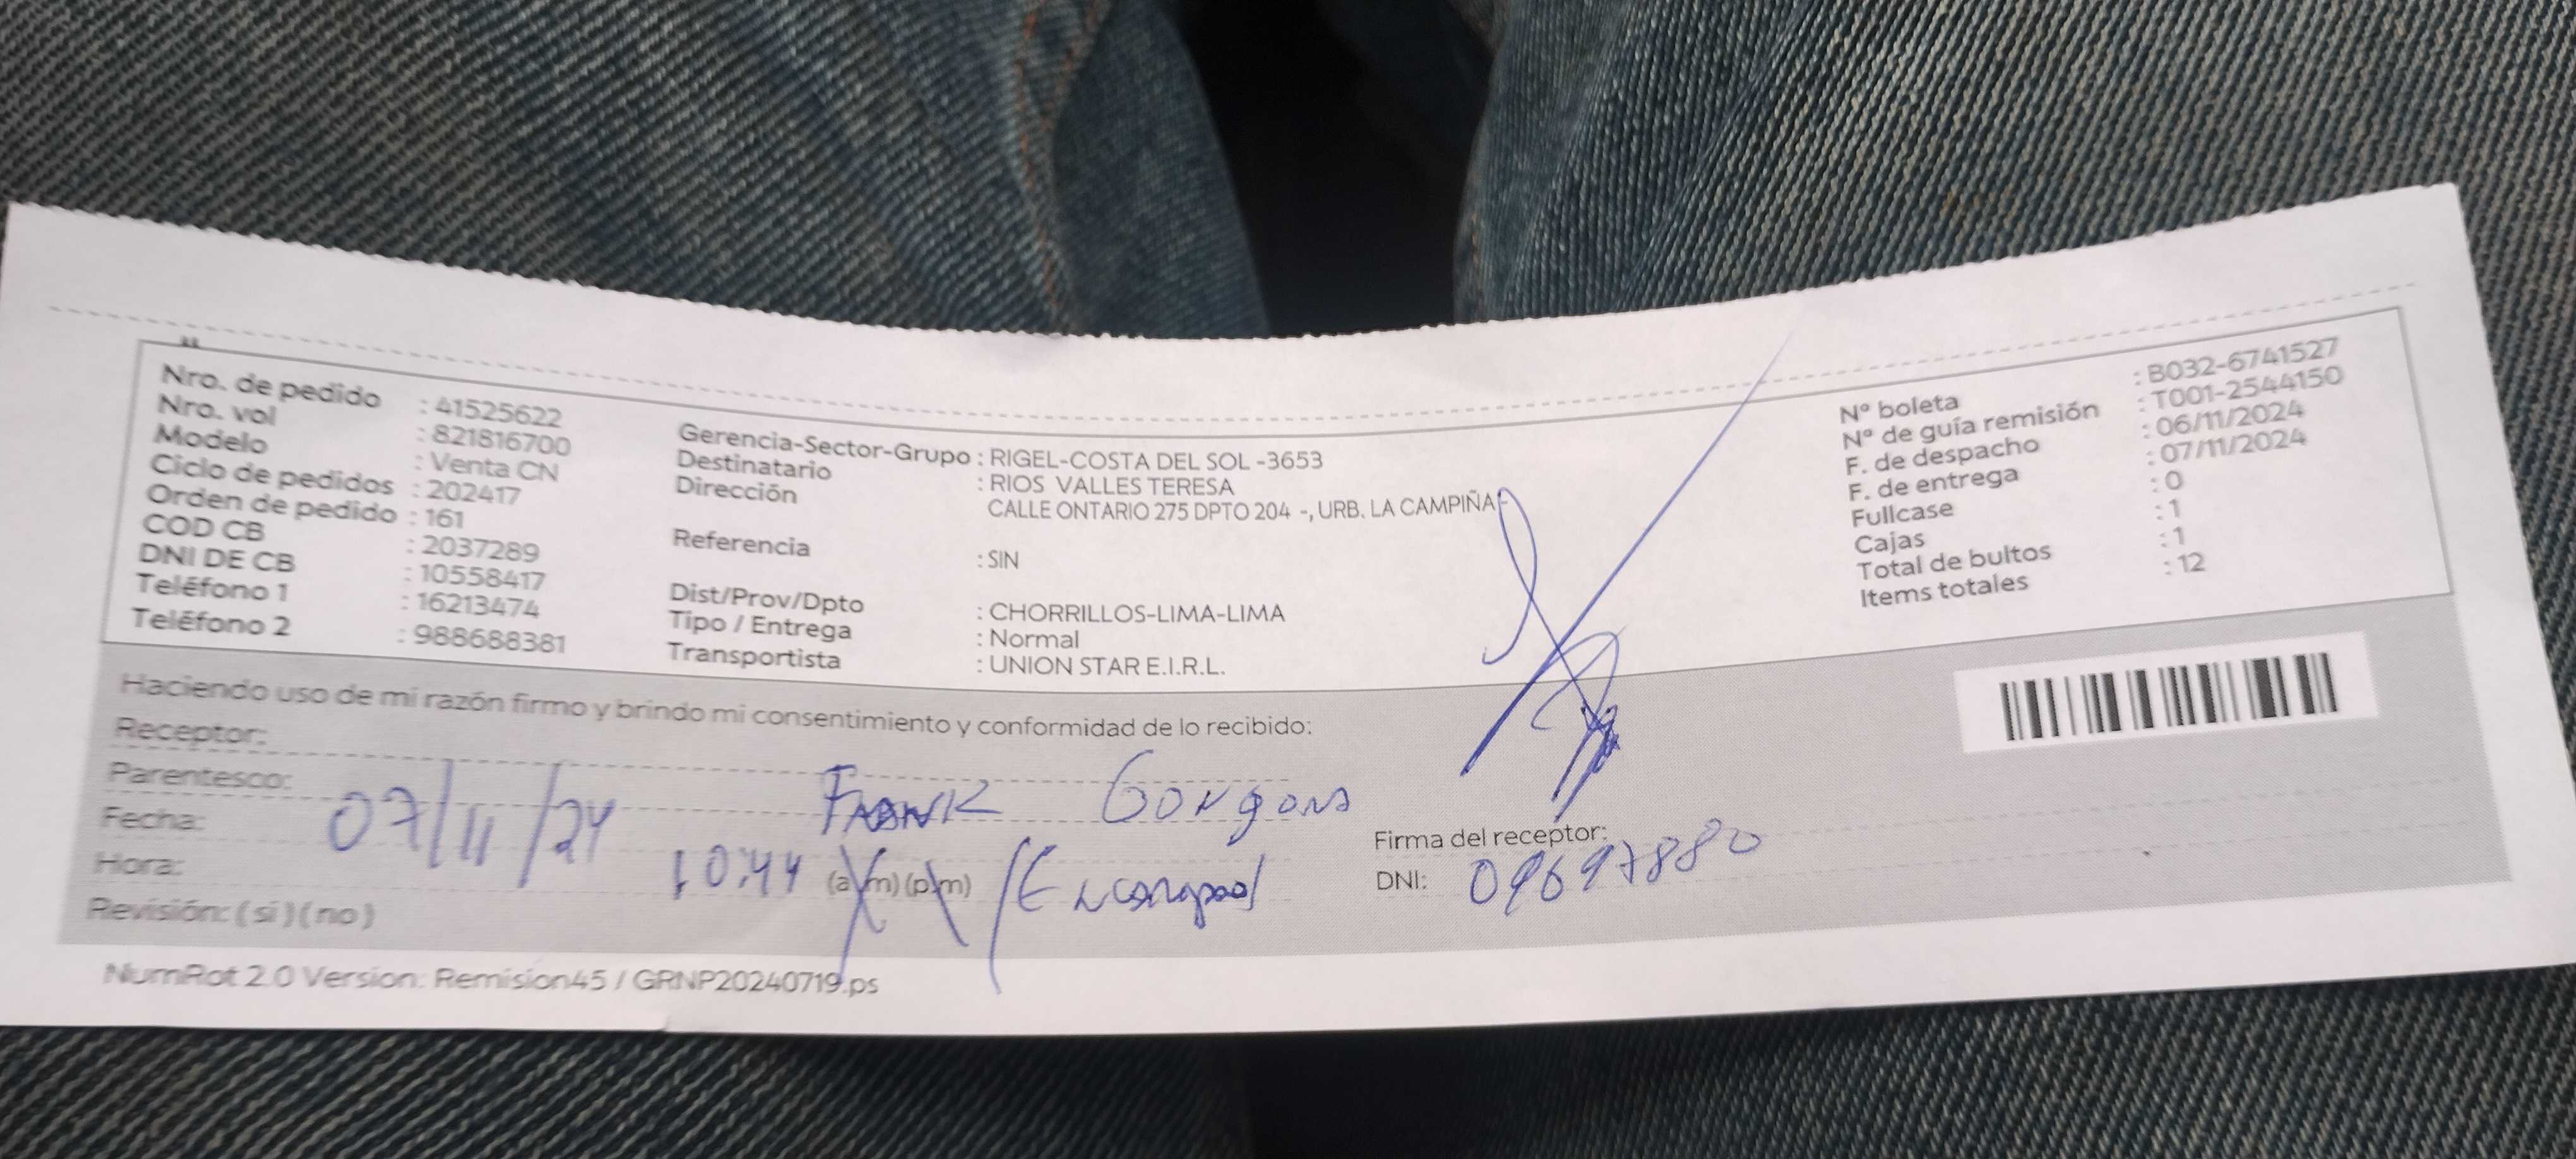 Nro. de pedido : 41525622
Nro. vol : 821816700
Modelo : Venta CN
Ciclo de pedidos : 202417
Orden de pedido : 161
COD CB : 2037289
DNI DE CB : 10558417
Teléfono 1 : 16213474
Teléfono 2 : 988688381
Gerencia-Sector-Grupo : RIGEL-COSTA DEL SOL -3653
Destinatario : RIOS VALLES TERESA
Dirección CALLE ONTARIO 275 DPTO 204 -, URB. LA CAMPIÑA -
Referencia : SIN
Dist/Prov/Dpto : CHORRILLOS-LIMA-LIMA
Tipo / Entrega : Normal
Transportista : UNION STAR E.I.R.L.
N° boleta : B032-6741527
N° de guía remisión : T001-2544150
F. de despacho : 06/11/2024
F. de entrega : 07/11/2024
Fullcase : 0
Cajas : 1
Total de bultos : 1
Items totales : 12
Haciendo uso de mi razón firmo y brindo mi consentimiento y conformidad de lo recibido:
Receptor:
Parentesco: FRANK
Fecha: 07/11/24
Hora: 10:44 (a.m) (p.m)
Revisión: ( si ) ( no )
Firma del receptor:
DNI: 09697880
NumRot 2.0 Version: Remision45 / GRNP20240719.ps